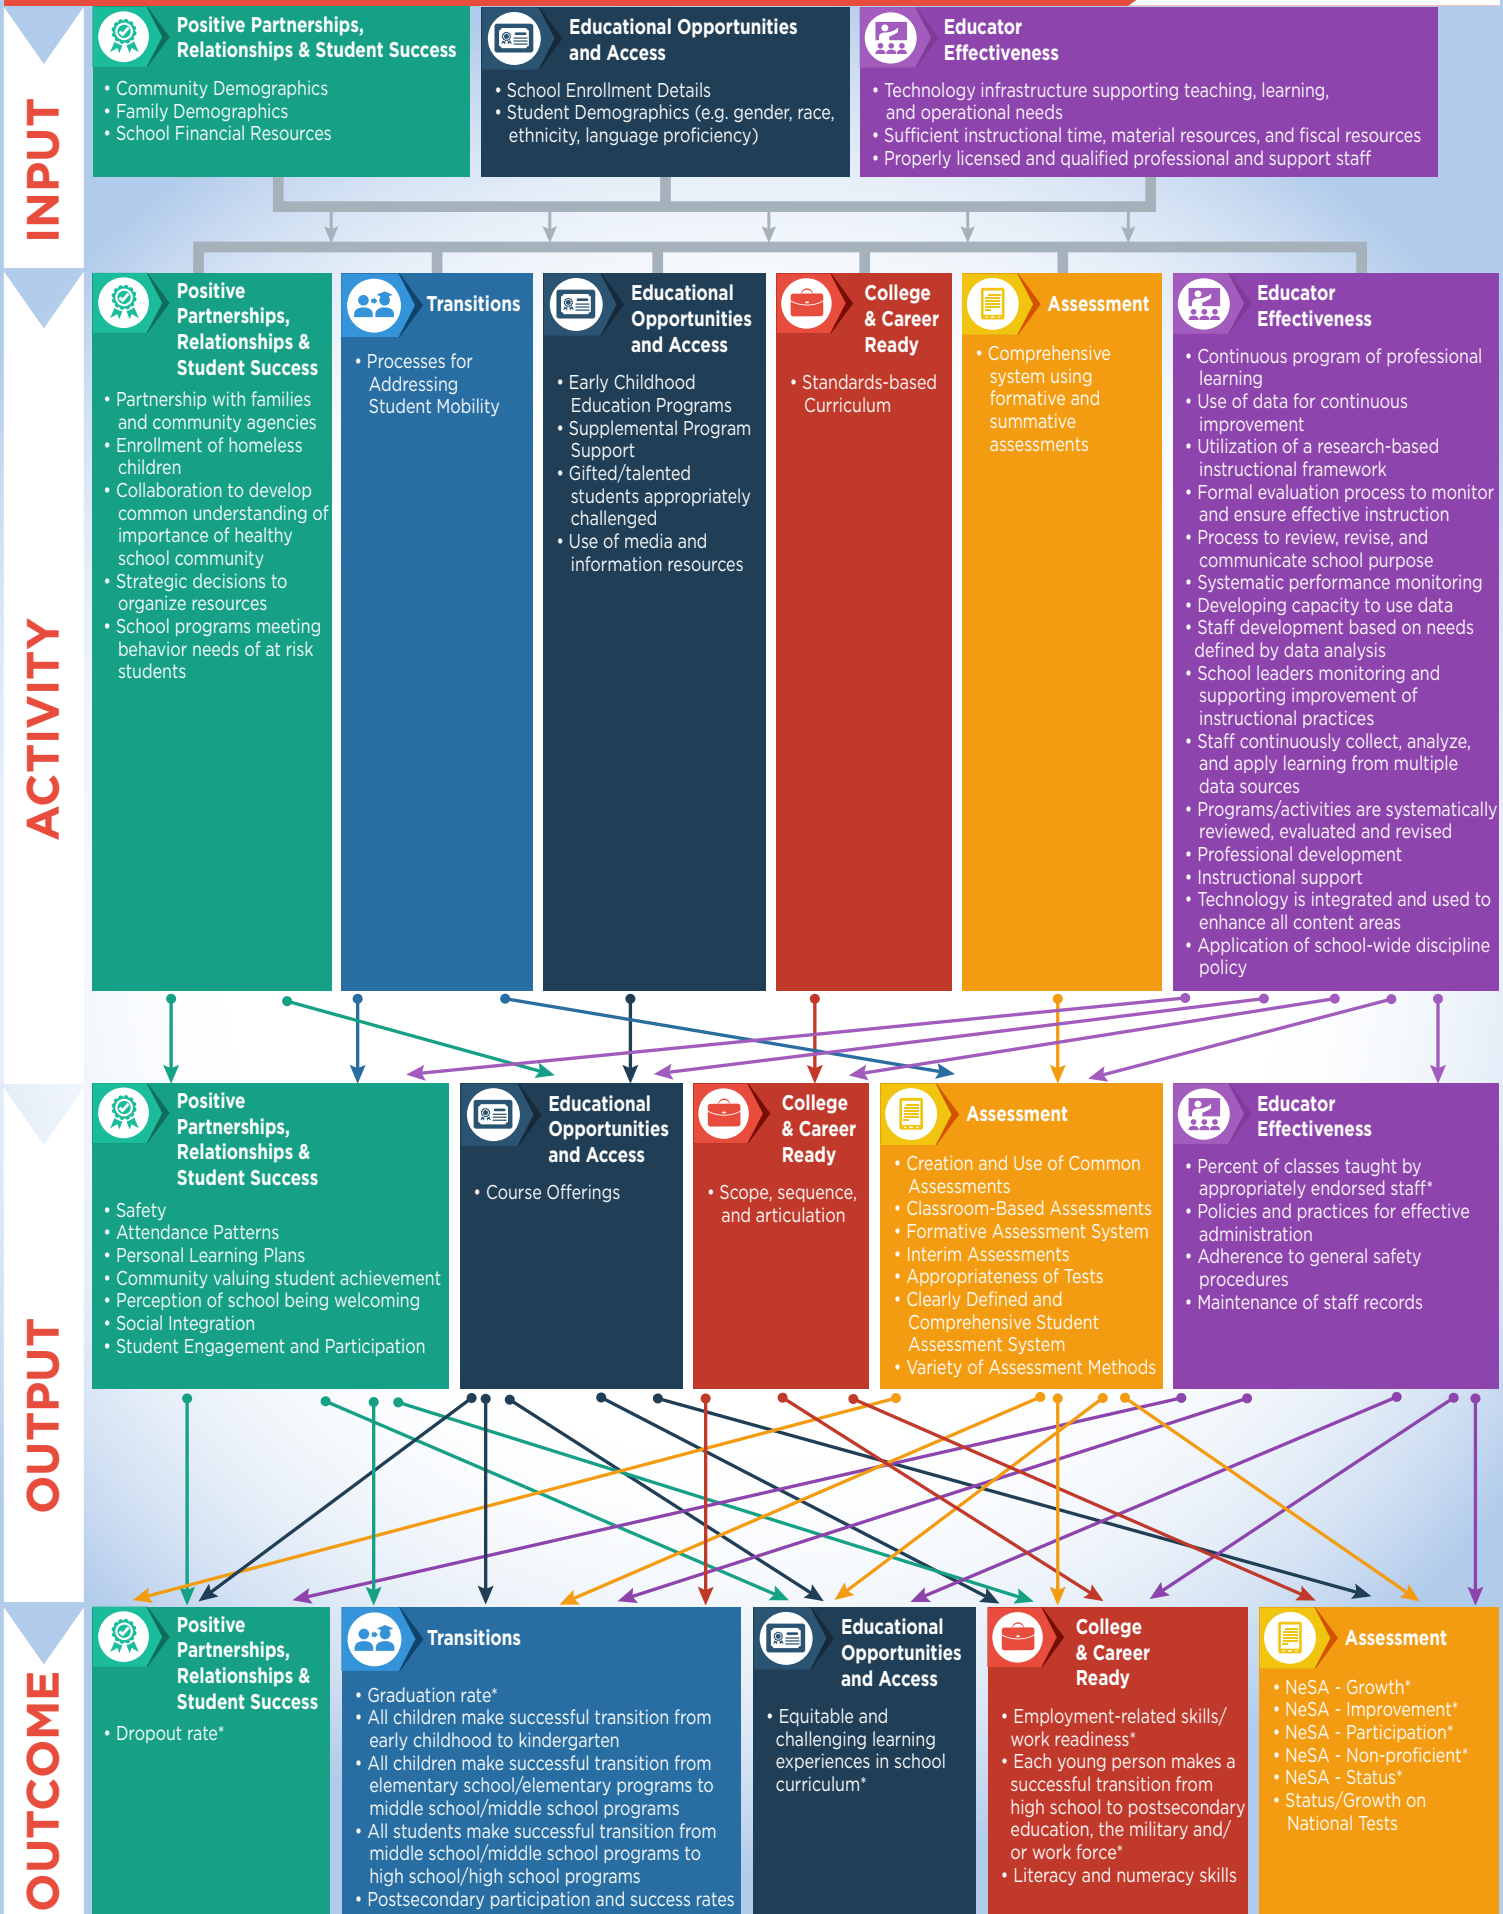 INPUT
Positive Partnerships,
Relationships & Student Success
• Community Demographics
• Family Demographics
• School Financial Resources
Educational Opportunities
and Access
• School Enrollment Details
• Student Demographics (e.g. gender, race,
ethnicity, language proficiency)
Educator
Effectiveness
• Technology infrastructure supporting teaching, learning,
and operational needs
• Sufficient instructional time, material resources, and fiscal resources
• Properly licensed and qualified professional and support staff
ACTIVITY
Positive
Partnerships,
Relationships &
Student Success
• Partnership with families
and community agencies
• Enrollment of homeless
children
• Collaboration to develop
common understanding of
importance of healthy
school community
• Strategic decisions to
organize resources
• School programs meeting
behavior needs of at risk
students
Transitions
• Processes for
Addressing
Student Mobility
Educational
Opportunities
and Access
• Early Childhood
Education Programs
• Supplemental Program
Support
• Gifted/talented
students appropriately
challenged
• Use of media and
information resources
College
& Career
Ready
• Standards-based
Curriculum
Assessment
• Comprehensive
system using
formative and
summative
assessments
Educator
Effectiveness
• Continuous program of professional
learning
• Use of data for continuous
improvement
• Utilization of a research-based
instructional framework
• Formal evaluation process to monitor
and ensure effective instruction
• Process to review, revise, and
communicate school purpose
• Systematic performance monitoring
• Developing capacity to use data
• Staff development based on needs
defined by data analysis
• School leaders monitoring and
supporting improvement of
instructional practices
• Staff continuously collect, analyze,
and apply learning from multiple
data sources
• Programs/activities are systematically
reviewed, evaluated and revised
• Professional development
• Instructional support
• Technology is integrated and used to
enhance all content areas
• Application of school-wide discipline
policy
OUTPUT
Positive
Partnerships,
Relationships &
Student Success
• Safety
• Attendance Patterns
• Personal Learning Plans
• Community valuing student achievement
• Perception of school being welcoming
• Social Integration
• Student Engagement and Participation
Educational
Opportunities
and Access
• Course Offerings
College
& Career
Ready
• Scope, sequence,
and articulation
Assessment
• Creation and Use of Common
Assessments
• Classroom-Based Assessments
• Formative Assessment System
• Interim Assessments
• Appropriateness of Tests
• Clearly Defined and
Comprehensive Student
Assessment System
• Variety of Assessment Methods
Educator
Effectiveness
• Percent of classes taught by
appropriately endorsed staff*
• Policies and practices for effective
administration
• Adherence to general safety
procedures
• Maintenance of staff records
OUTCOME
Positive
Partnerships,
Relationships &
Student Success
• Dropout rate*
Transitions
• Graduation rate*
• All children make successful transition from
early childhood to kindergarten
• All children make successful transition from
elementary school/elementary programs to
middle school/middle school programs
• All students make successful transition from
middle school/middle school programs to
high school/high school programs
• Postsecondary participation and success rates
Educational
Opportunities
and Access
• Equitable and
challenging learning
experiences in school
curriculum*
College
& Career
Ready
• Employment-related skills/
work readiness*
• Each young person makes a
successful transition from
high school to postsecondary
education, the military and/
or work force*
• Literacy and numeracy skills
Assessment
• NeSA - Growth*
• NeSA - Improvement*
• NeSA - Participation*
• NeSA - Non-proficient*
• NeSA - Status*
• Status/Growth on
National Tests